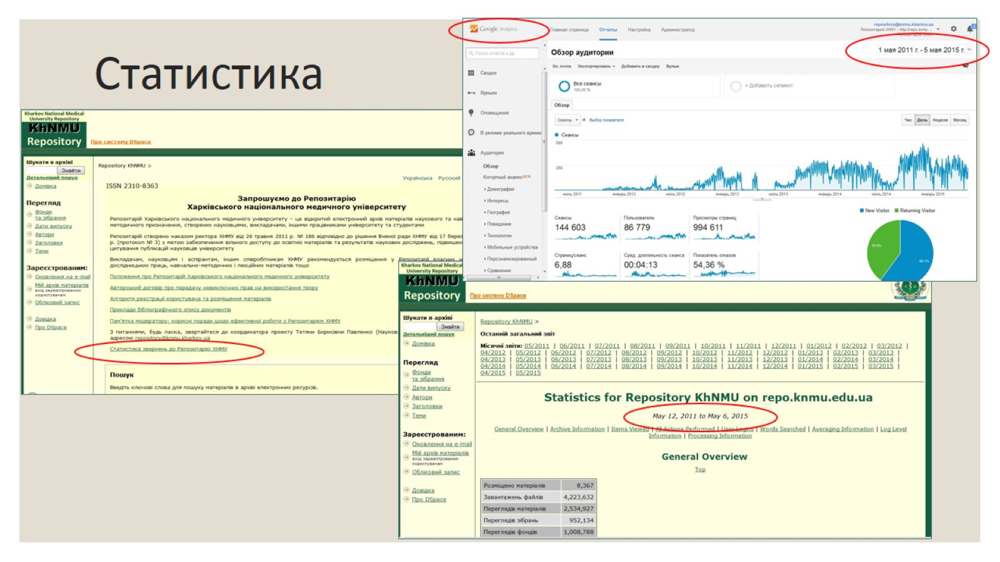 Статистика
Kharkov National Medical
University Repository
KhNMU
Repository
Про систему DSpace
Шукати в архіві
Знайти
Детальніший пошук
Домівка
Перегляд
Фонди
та зібрання
Дати випуску
Автори
Заголовки
Теми
Зареєстрованим:
Оновлення на e-mail
Мій архів матеріалів
вхід зареєстрованим
користувачам
Обліковий запис
Довідка
Про DSpace
Repository KhNMU >
Українська Русский
ISSN 2310-8363
Запрошуємо до Репозитарію
Харківського національного медичного університету
Репозитарій Харківського національного медичного університету – це відкритий електронний архів матеріалів наукового та нав
методичного призначення, створених науковцями, викладачами, іншими працівниками університету та студентами
Репозитарій створено наказом ректора ХНМУ від 26 травня 2011 р. № 186 відповідно до рішення Вченої ради ХНМУ від 17 берез
р. (протокол № 3) з метою забезпечення вільного доступу до освітніх матеріалів та результатів наукових досліджень, підвищен
цитування публікацій науковців університету
Викладачам, науковцям і аспірантам, іншим співробітникам ХНМУ рекомендується розміщення у Репозитарії власних н
дослідницьких праць, навчально-методичних і лекційних матеріалів тощо
Положення про Репозитарій Харківського національного медичного університету
Авторський договір про передачу невиключних прав на використання твору
Алгоритм реєстрації користувача та розміщення матеріалів
Приклади бібліографічного опису документів
Пам'ятка модератору: корисні поради щодо ефективної роботи з Репозитарієм ХНМУ
З питаннями, будь ласка, звертайтеся до координатора проекту Тетяни Борисівни Павленко (Науков
адресою repository@knmu.kharkov.ua
Статистика звернень до Репозитарію ХНМУ
Пошук
Введіть ключові слова для пошуку матеріалів в архіві електронних ресурсів.
Google Analytics
Главная страница Отчеты Настройка Администратор
repository@knmu.kharkov.ua
Репозитарий ХНМУ - http://repo.knmu....
Поиск отчетов и др.
Обзор аудитории
1 мая 2011 г. - 5 мая 2015 г.
Эл. почта Экспортировать Добавить в сводку Ярлык
Сводки
Ярлыки
Оповещения
В режиме реального времен
Аудитория
Обзор
Когортный анализ БЕТА
Демография
Интересы
География
Поведение
Технологии
Мобильные устройства
Персонализированный
Сравнение
Все сеансы
100,00 %
+ Добавить сегмент
Обзор
Сеансы и Выбор показателя
Час День Неделя Месяц
Сеансы
500
250
июль 2011 январь 2012 июль 2012 январь 2013 июль 2013 январь 2014 июль 2014 январь 2015
New Visitor Returning Visitor
Сеансы
144 603
Пользователи
86 779
Просмотры страниц
994 611
Страниц/сеанс
6,88
Сред. длительность сеанса
00:04:13
Показатель отказов
54,36 %
Kharkov National Medical
University Repository
KhNMU
Repository
Про систему DSpace
Шукати в архіві
Знайти
Детальніший пошук
Домівка
Перегляд
Фонди
та зібрання
Дати випуску
Автори
Заголовки
Теми
Зареєстрованим:
Оновлення на e-mail
Мій архів матеріалів
вхід зареєстрованим
користувачам
Обліковий запис
Довідка
Про DSpace
Repository KhNMU >
Останній загальний звіт
Місячні звіти: 05/2011 | 06/2011 | 07/2011 | 08/2011 | 09/2011 | 10/2011 | 11/2011 | 12/2011 | 01/2012 | 02/2012 | 03/2012 |
04/2012 | 05/2012 | 06/2012 | 07/2012 | 08/2012 | 09/2012 | 10/2012 | 11/2012 | 12/2012 | 01/2013 | 02/2013 | 03/2013 |
04/2013 | 05/2013 | 06/2013 | 07/2013 | 08/2013 | 09/2013 | 10/2013 | 11/2013 | 12/2013 | 01/2014 | 02/2014 | 03/2014 |
04/2014 | 05/2014 | 06/2014 | 07/2014 | 08/2014 | 09/2014 | 10/2014 | 11/2014 | 12/2014 | 01/2015 | 02/2015 | 03/2015 |
04/2015 | 05/2015
Statistics for Repository KhNMU on repo.knmu.edu.ua
May 12, 2011 to May 6, 2015
General Overview | Archive Information | Items Viewed | All Actions Performed | User Logins | Words Searched | Averaging Information | Log Level
Information | Processing Information
General Overview
Top
Розміщено матеріалів 8,367
Завантажень файлів 4,223,632
Переглядів матеріалів 2,534,927
Переглядів зібрань 952,134
Переглядів фондів 1,008,788